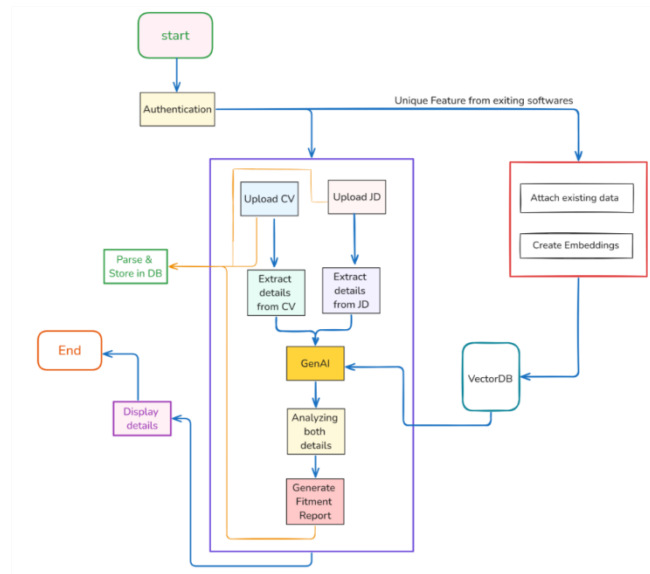 start
Authentication
Unique Feature from exiting softwares
Upload CV
Upload JD
Attach existing data
Create Embeddings
Parse &
Store in DB
Extract
details
from CV
Extract
details
from JD
End
GenAI
VectorDB
Display
details
Analyzing
both
details
Generate
Fitment
Report